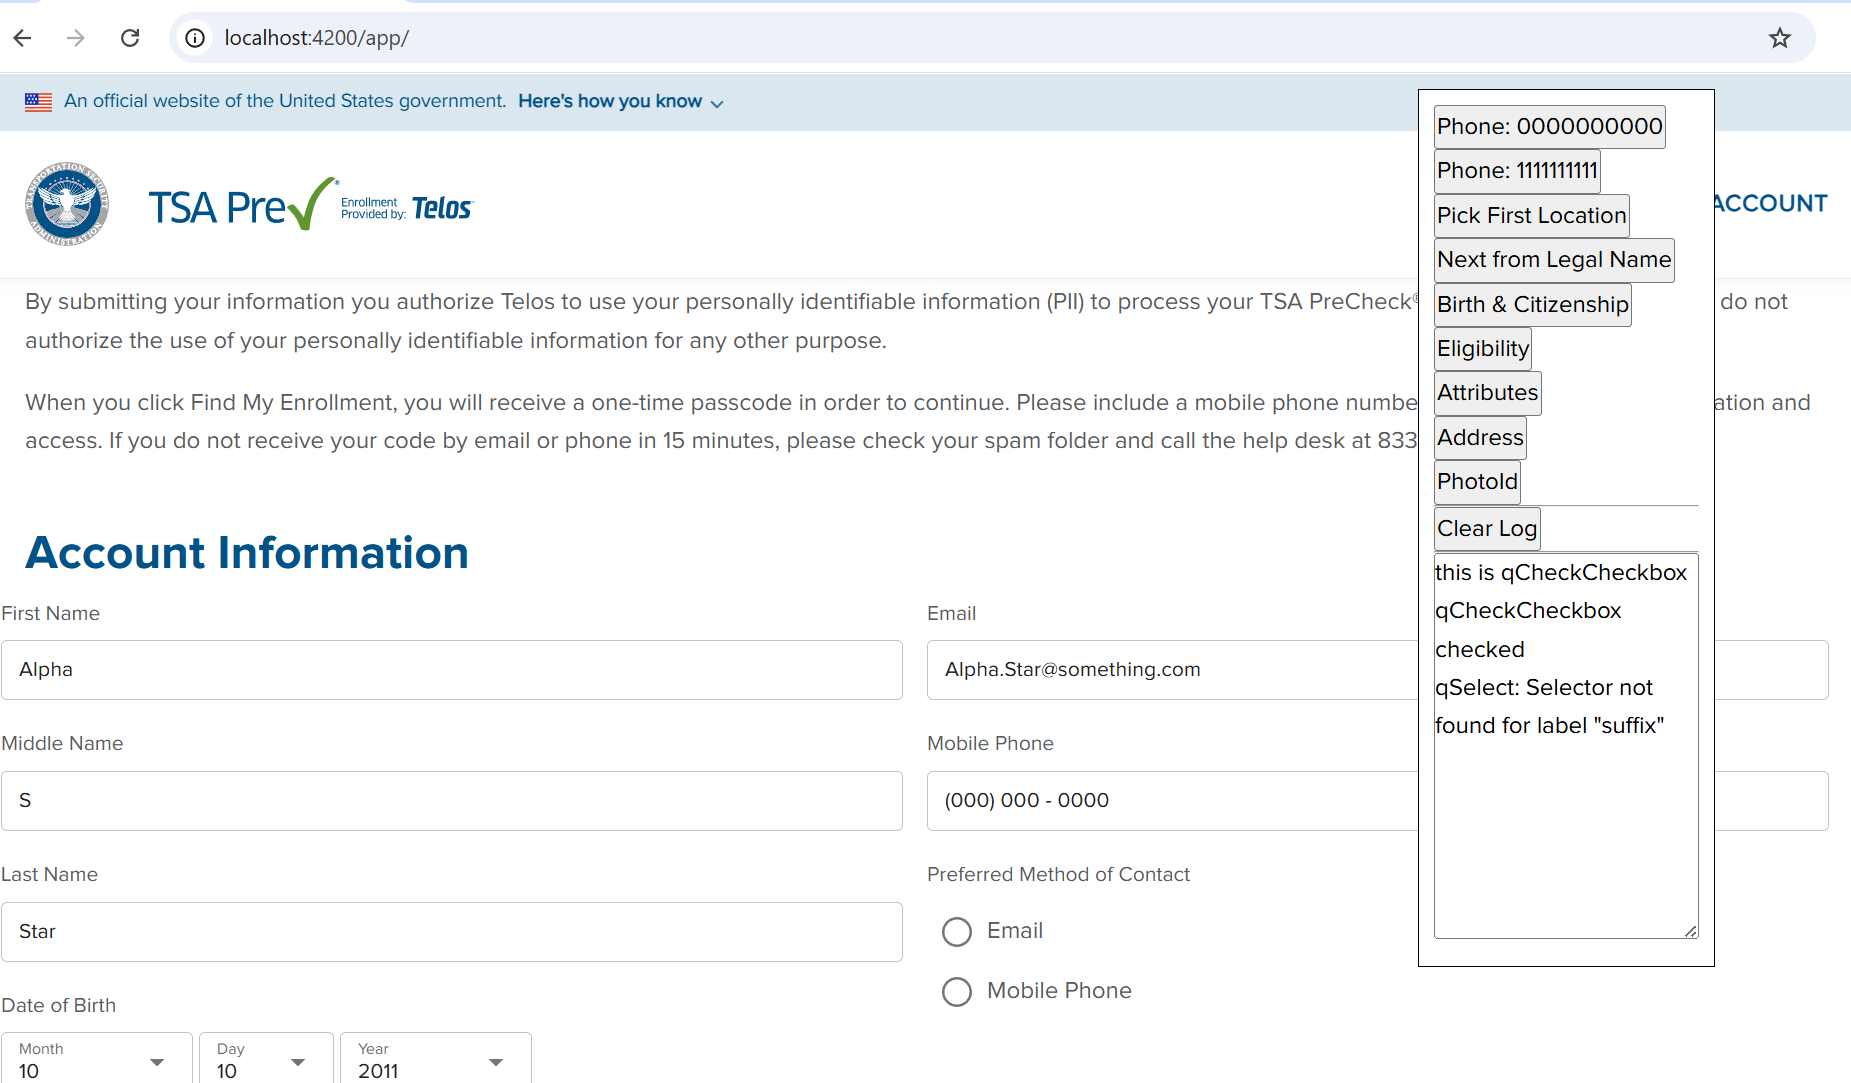 localhost:4200/app/
An official website of the United States government. Here's how you know
TRANSPORTATION SECURITY
ADMINISTRATION
TSA Pre✓® Enrollment Provided by: Telos
ACCOUNT
By submitting your information you authorize Telos to use your personally identifiable information (PII) to process your TSA PreCheck® do not
authorize the use of your personally identifiable information for any other purpose.
When you click Find My Enrollment, you will receive a one-time passcode in order to continue. Please include a mobile phone numbe ation and
access. If you do not receive your code by email or phone in 15 minutes, please check your spam folder and call the help desk at 833
Account Information
First Name
Alpha
Middle Name
S
Last Name
Star
Date of Birth
Month
10
Day
10
Year
2011
Email
Alpha.Star@something.com
Mobile Phone
(000) 000 - 0000
Preferred Method of Contact
Email
Mobile Phone
Phone: 0000000000
Phone: 1111111111
Pick First Location
Next from Legal Name
Birth & Citizenship
Eligibility
Attributes
Address
PhotoId
Clear Log
this is qCheckCheckbox
qCheckCheckbox
checked
qSelect: Selector not
found for label "suffix"